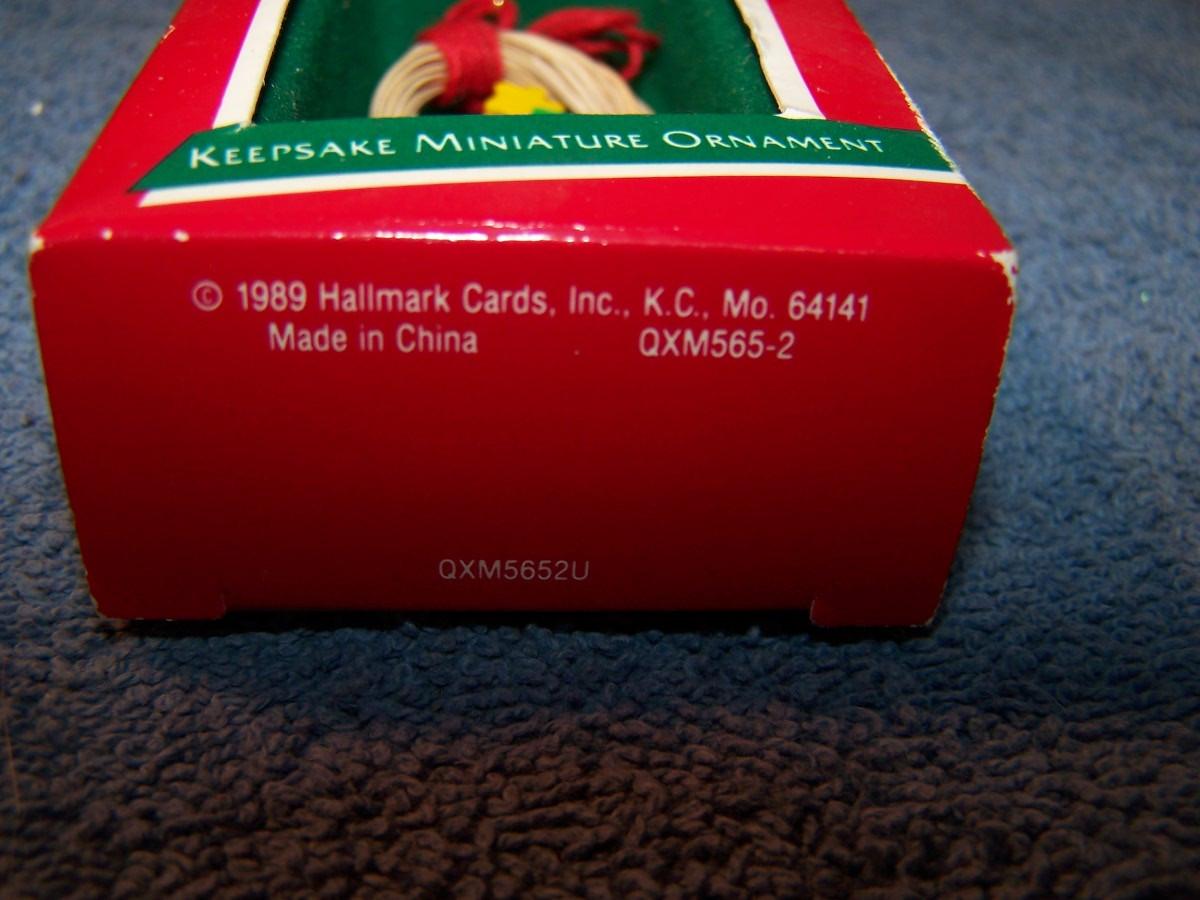 KEEPSAKE MINIATURE ORNAMENT
© 1989 Hallmark Cards, Inc., K.C., Mo. 64141
Made in China QXM565-2
QXM5652U